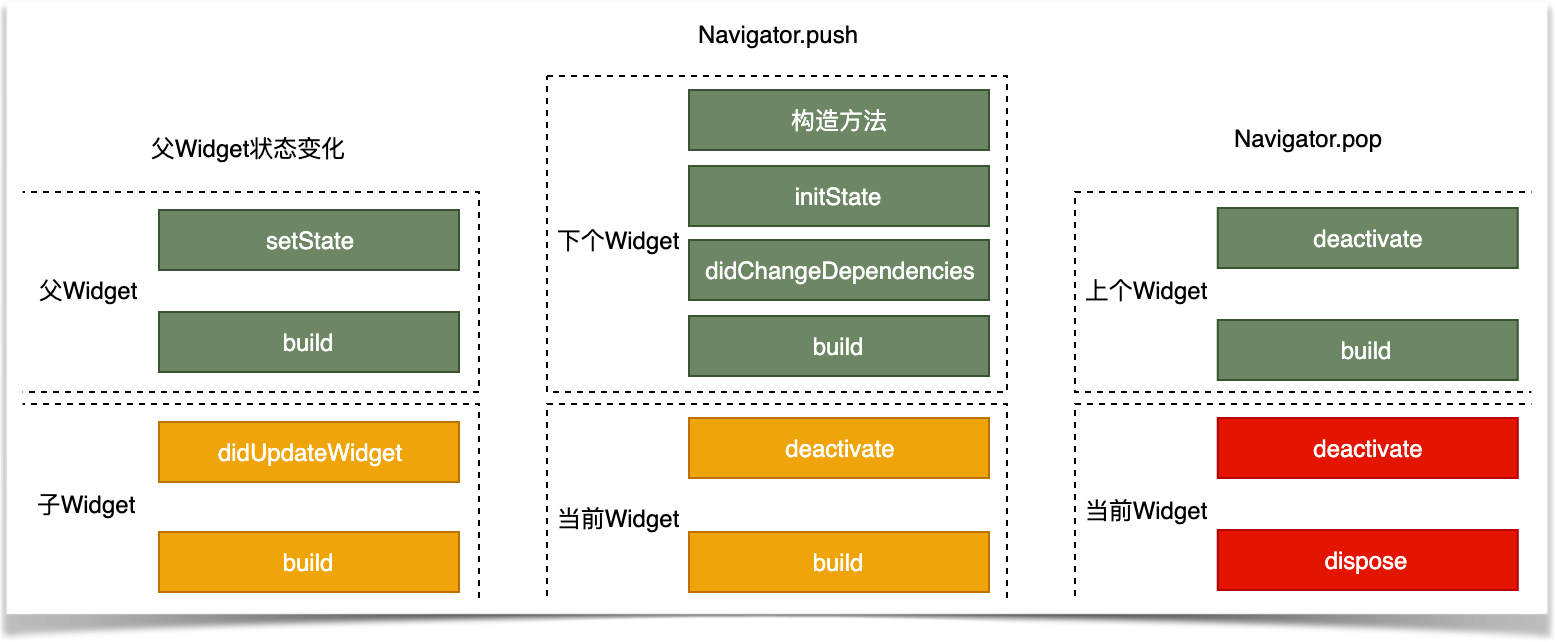 父Widget状态变化
父Widget
setState
build
子Widget
didUpdateWidget
build
Navigator.push
下个Widget
构造方法
initState
didChangeDependencies
build
当前Widget
deactivate
build
Navigator.pop
上个Widget
deactivate
build
当前Widget
deactivate
dispose